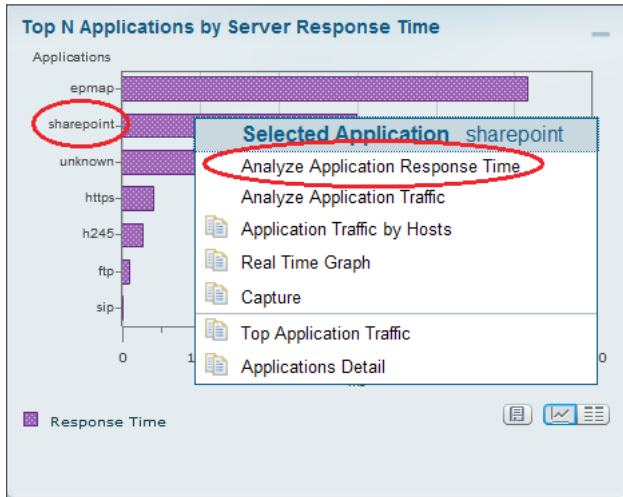 Top N Applications by Server Response Time
Applications
epmap
sharepoint
Selected Application sharepoint
unknown
Analyze Application Response Time
https
Analyze Application Traffic
h245
Application Traffic by Hosts
ftp
Real Time Graph
sip
Capture
Top Application Traffic
0 1 0
Applications Detail
Response Time